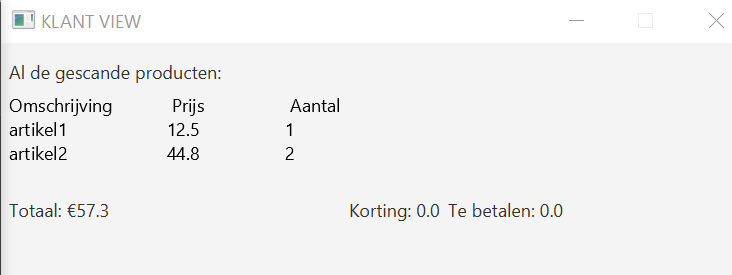 KLANT VIEW
Al de gescande producten:
Omschrijving Prijs Aantal
artikel1 12.5 1
artikel2 44.8 2
Totaal: €57.3 Korting: 0.0 Te betalen: 0.0